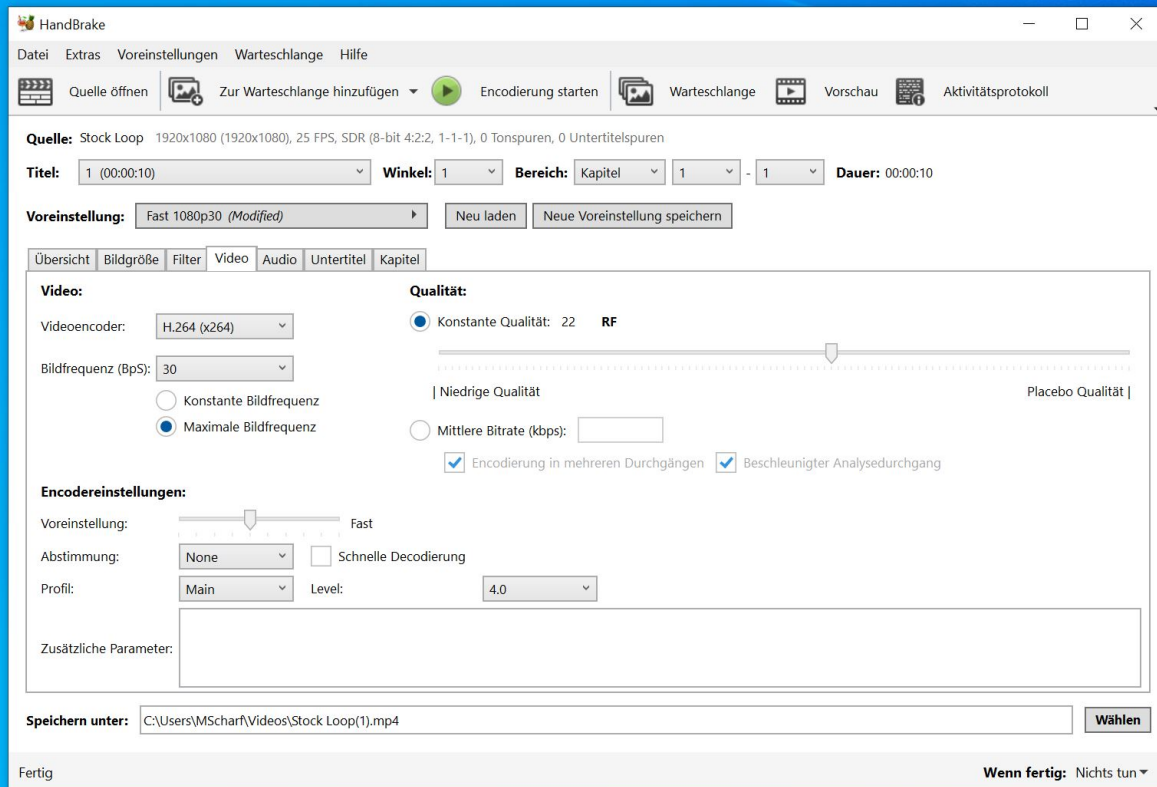 HandBrake
Datei Extras Voreinstellungen Warteschlange Hilfe
Quelle öffnen Zur Warteschlange hinzufügen Encodierung starten Warteschlange Vorschau Aktivitätsprotokoll
Quelle: Stock Loop 1920x1080 (1920x1080), 25 FPS, SDR (8-bit 4:2:2, 1-1-1), 0 Tonspuren, 0 Untertitelspuren
Titel: 1 (00:00:10) Winkel: 1 Bereich: Kapitel 1 - 1 Dauer: 00:00:10
Voreinstellung: Fast 1080p30 (Modified) Neu laden Neue Voreinstellung speichern
Übersicht Bildgröße Filter Video Audio Untertitel Kapitel
Video: Qualität:
Videoencoder: H.264 (x264) Konstante Qualität: 22 RF
Bildfrequenz (BpS): 30
| Niedrige Qualität Placebo Qualität |
Konstante Bildfrequenz
Maximale Bildfrequenz Mittlere Bitrate (kbps):
Encodierung in mehreren Durchgängen Beschleunigter Analysedurchgang
Encodereinstellungen:
Voreinstellung: Fast
Abstimmung: None Schnelle Decodierung
Profil: Main Level: 4.0
Zusätzliche Parameter:
Speichern unter: C:\Users\MScharf\Videos\Stock Loop(1).mp4 Wählen
Fertig Wenn fertig: Nichts tun